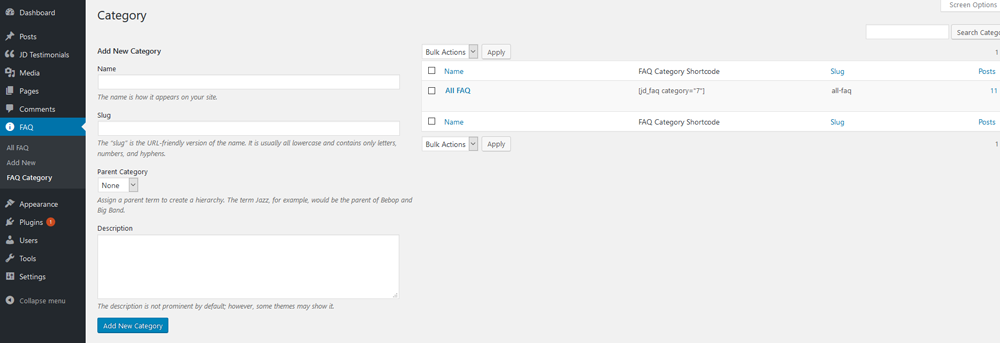 Dashboard
Posts
JD Testimonials
Media
Pages
Comments
FAQ
All FAQ
Add New
FAQ Category
Appearance
Plugins 1
Users
Tools
Settings
Collapse menu
Screen Options
Category
Search Catego
Add New Category
Name
The name is how it appears on your site.
Slug
The "slug" is the URL-friendly version of the name. It is usually all lowercase and contains only letters,
numbers, and hyphens.
Parent Category
None
Assign a parent term to create a hierarchy. The term Jazz, for example, would be the parent of Bebop and
Big Band.
Description
The description is not prominent by default; however, some themes may show it.
Add New Category
Bulk Actions Apply 1
Name FAQ Category Shortcode Slug Posts
All FAQ [jd_faq category="7"] all-faq 11
Name FAQ Category Shortcode Slug Posts
Bulk Actions Apply 1